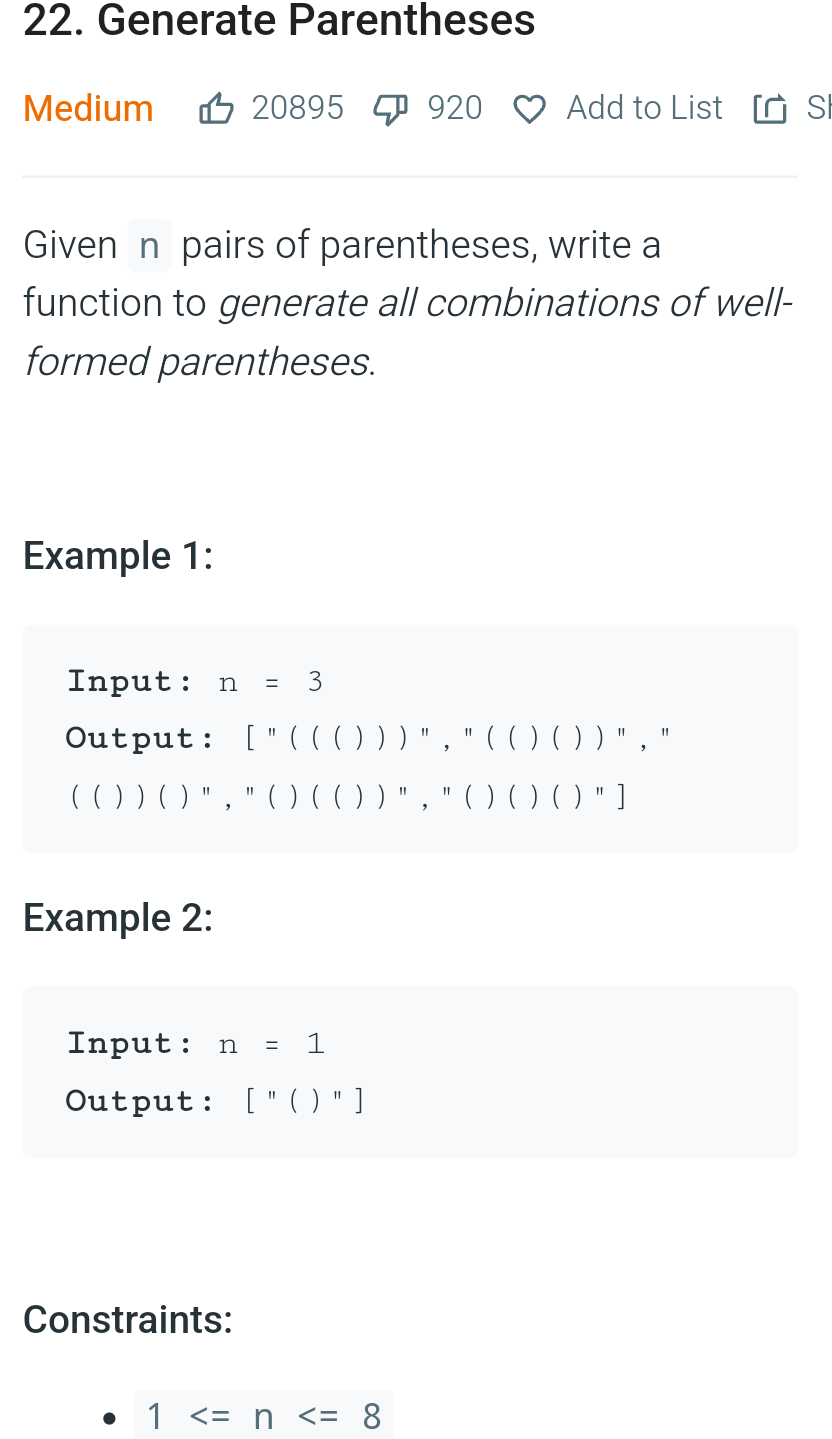 22. Generate Parentheses
Medium 20895 920 Add to List Sh
Given n pairs of parentheses, write a
function to generate all combinations of well-
formed parentheses.
Example 1:
Input: n = 3
Output: ["((()))","(()())","
(())()","()(())","()()()"]
Example 2:
Input: n = 1
Output: ["()"]
Constraints:
• 1 <= n <= 8